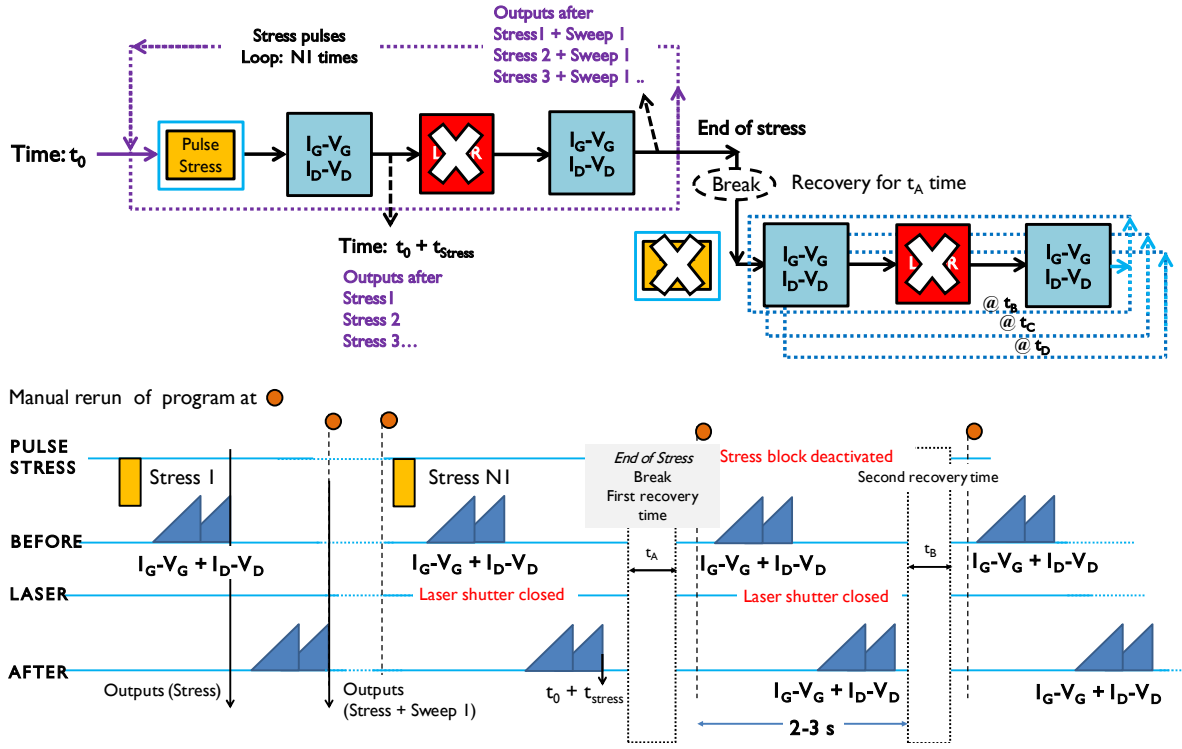 Stress pulses
Loop: N1 times
Outputs after
Stress1 + Sweep 1
Stress 2 + Sweep 1
Stress 3 + Sweep 1 ..
Time: t0
Pulse
Stress
IG-VG
ID-VD
L R
IG-VG
ID-VD
End of stress
Break
Recovery for tA time
Time: t0 + tStress
Outputs after
Stress1
Stress 2
Stress 3...
IG-VG
ID-VD
L R
IG-VG
ID-VD
@ tB
@ tC
@ tD
Manual rerun of program at
PULSE
STRESS
Stress 1
Stress N1
End of Stress
Break
First recovery
time
Stress block deactivated
Second recovery time
BEFORE
IG-VG + ID-VD
IG-VG + ID-VD
tA
IG-VG + ID-VD
tB
IG-VG + ID-VD
LASER
Laser shutter closed
Laser shutter closed
AFTER
Outputs (Stress)
Outputs
(Stress + Sweep 1)
t0 + tstress
IG-VG + ID-VD
IG-VG + ID-VD
2-3 s